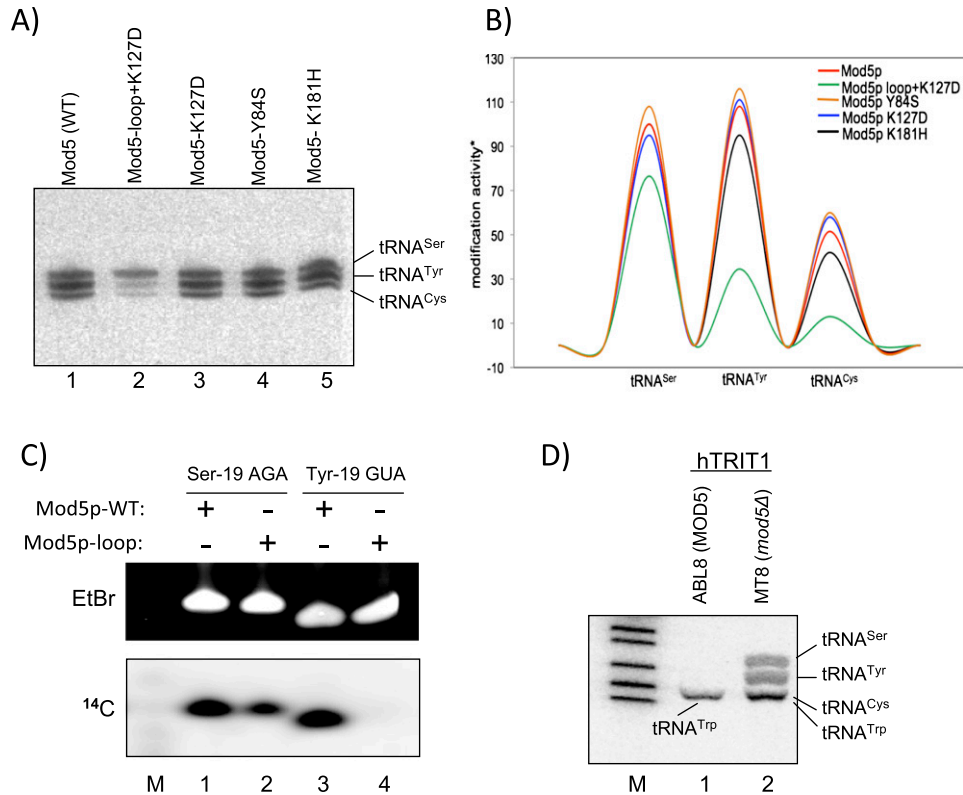 A)
Mod5 (WT)
Mod5-loop+K127D
Mod5-K127D
Mod5-Y84S
Mod5- K181H
tRNASer
tRNATyr
tRNACys
1 2 3 4 5
B)
130
110
90
70
50
30
10
-10
modification activity*
Mod5p
Mod5p loop+K127D
Mod5p Y84S
Mod5p K127D
Mod5p K181H
tRNASer tRNATyr tRNACys
C)
Ser-19 AGA Tyr-19 GUA
Mod5p-WT: + - + -
Mod5p-loop: - + - +
EtBr
14C
M 1 2 3 4
D)
hTRIT1
ABL8 (MOD5)
MT8 (mod5Δ)
tRNASer
tRNATyr
tRNACys
tRNATrp
tRNATrp
M 1 2